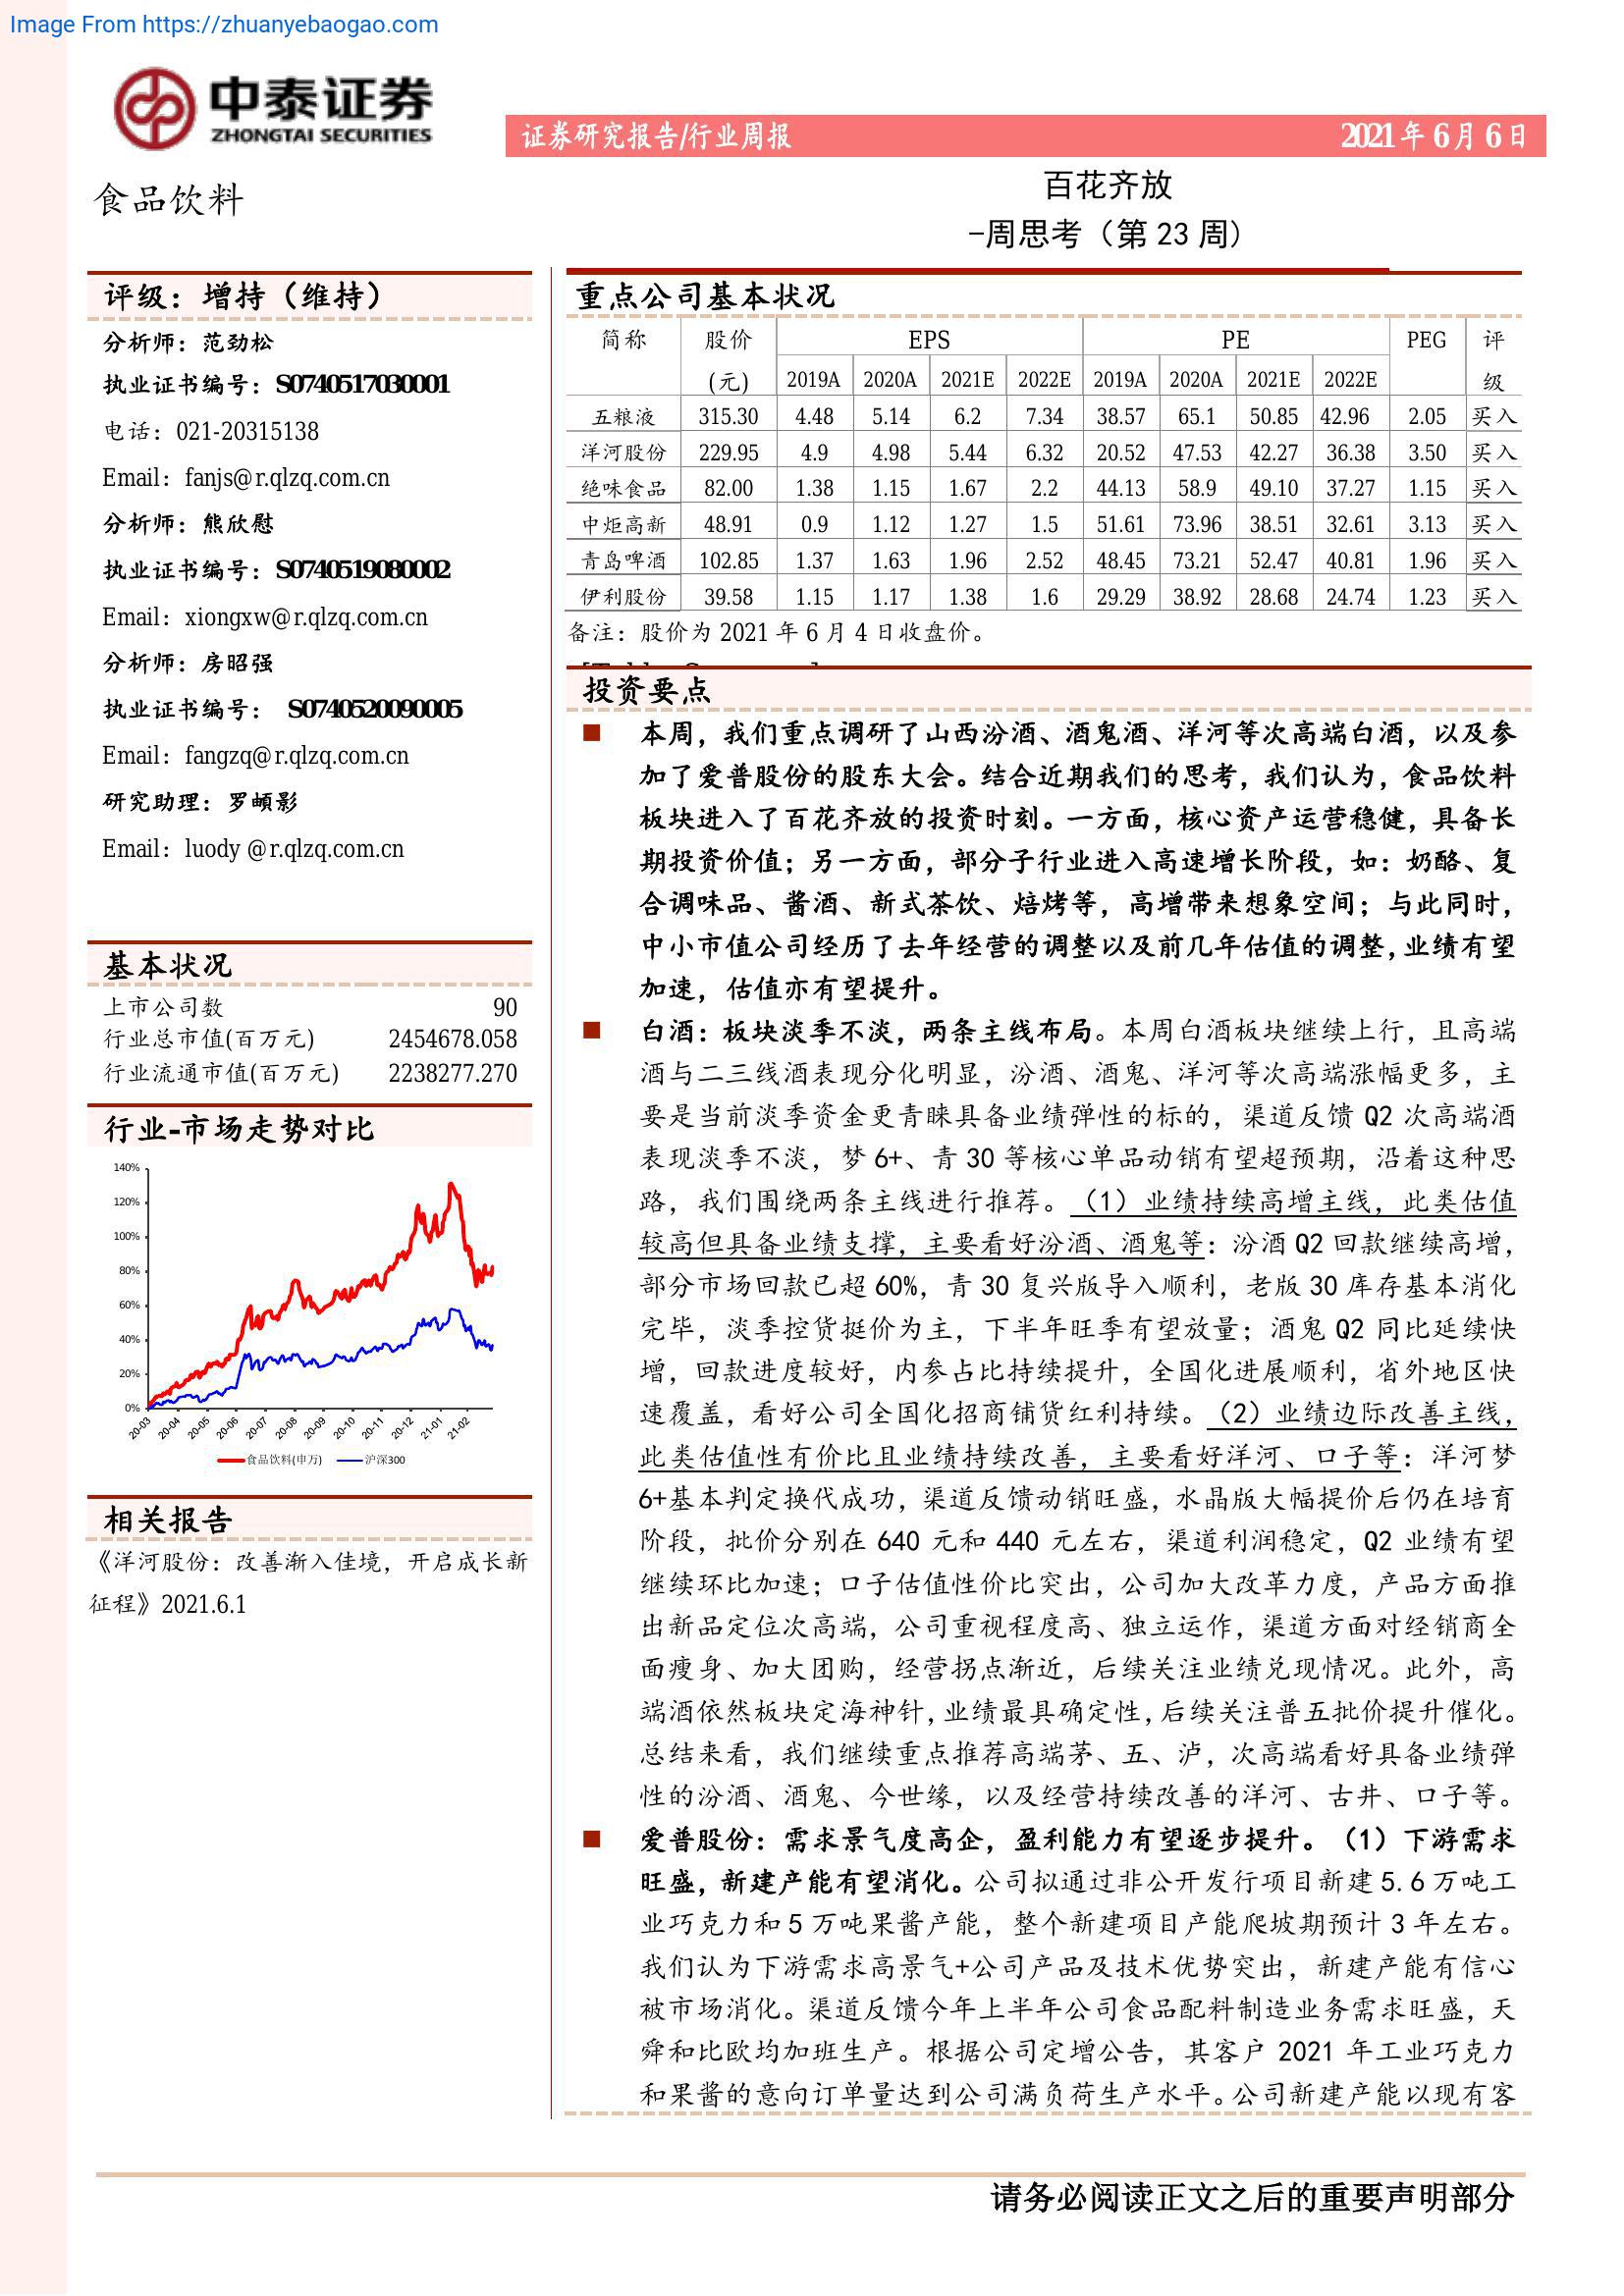 Image From https://zhuanyebaogao.com
中泰证券
ZHONGTAI SECURITIES
证券研究报告/行业周报 2021年6月6日
食品饮料
百花齐放
-周思考（第 23 周）
评级：增持（维持）
分析师：范劲松
执业证书编号：S0740517030001
电话：021-20315138
Email：fanjs@r.qlzq.com.cn
分析师：熊欣慰
执业证书编号：S0740519080002
Email：xiongxw@r.qlzq.com.cn
分析师：房昭强
执业证书编号： S0740520090005
Email：fangzq@r.qlzq.com.cn
研究助理：罗頔影
Email：luody @r.qlzq.com.cn
基本状况
上市公司数 90
行业总市值(百万元) 2454678.058
行业流通市值(百万元) 2238277.270
行业-市场走势对比
140%
120%
100%
80%
60%
40%
20%
0%
20-03 20-04 20-05 20-06 20-07 20-08 20-09 20-10 20-11 20-12 21-01 21-02
食品饮料(申万) 沪深300
相关报告
《洋河股份：改善渐入佳境，开启成长新
征程》2021.6.1
重点公司基本状况
简称 股价 EPS PE PEG 评
(元) 2019A 2020A 2021E 2022E 2019A 2020A 2021E 2022E 级
五粮液 315.30 4.48 5.14 6.2 7.34 38.57 65.1 50.85 42.96 2.05 买入
洋河股份 229.95 4.9 4.98 5.44 6.32 20.52 47.53 42.27 36.38 3.50 买入
绝味食品 82.00 1.38 1.15 1.67 2.2 44.13 58.9 49.10 37.27 1.15 买入
中炬高新 48.91 0.9 1.12 1.27 1.5 51.61 73.96 38.51 32.61 3.13 买入
青岛啤酒 102.85 1.37 1.63 1.96 2.52 48.45 73.21 52.47 40.81 1.96 买入
伊利股份 39.58 1.15 1.17 1.38 1.6 29.29 38.92 28.68 24.74 1.23 买入
备注：股价为 2021 年 6 月 4 日收盘价。
投资要点
■ 本周，我们重点调研了山西汾酒、酒鬼酒、洋河等次高端白酒，以及参
加了爱普股份的股东大会。结合近期我们的思考，我们认为，食品饮料
板块进入了百花齐放的投资时刻。一方面，核心资产运营稳健，具备长
期投资价值；另一方面，部分子行业进入高速增长阶段，如：奶酪、复
合调味品、酱酒、新式茶饮、焙烤等，高增带来想象空间；与此同时，
中小市值公司经历了去年经营的调整以及前几年估值的调整,业绩有望
加速，估值亦有望提升。
■ 白酒：板块淡季不淡，两条主线布局。本周白酒板块继续上行，且高端
酒与二三线酒表现分化明显，汾酒、酒鬼、洋河等次高端涨幅更多，主
要是当前淡季资金更青睐具备业绩弹性的标的，渠道反馈 Q2 次高端酒
表现淡季不淡，梦 6+、青 30 等核心单品动销有望超预期，沿着这种思
路，我们围绕两条主线进行推荐。（1）业绩持续高增主线，此类估值
较高但具备业绩支撑，主要看好汾酒、酒鬼等：汾酒 Q2 回款继续高增，
部分市场回款已超 60%，青 30 复兴版导入顺利，老版 30 库存基本消化
完毕，淡季控货挺价为主，下半年旺季有望放量；酒鬼 Q2 同比延续快
增，回款进度较好，内参占比持续提升，全国化进展顺利，省外地区快
速覆盖，看好公司全国化招商铺货红利持续。（2）业绩边际改善主线，
此类估值性有价比且业绩持续改善，主要看好洋河、口子等：洋河梦
6+基本判定换代成功，渠道反馈动销旺盛，水晶版大幅提价后仍在培育
阶段，批价分别在 640 元和 440 元左右，渠道利润稳定，Q2 业绩有望
继续环比加速；口子估值性价比突出，公司加大改革力度，产品方面推
出新品定位次高端，公司重视程度高、独立运作，渠道方面对经销商全
面瘦身、加大团购，经营拐点渐近，后续关注业绩兑现情况。此外，高
端酒依然板块定海神针,业绩最具确定性,后续关注普五批价提升催化。
总结来看，我们继续重点推荐高端茅、五、泸，次高端看好具备业绩弹
性的汾酒、酒鬼、今世缘，以及经营持续改善的洋河、古井、口子等。
■ 爱普股份：需求景气度高企，盈利能力有望逐步提升。（1）下游需求
旺盛，新建产能有望消化。公司拟通过非公开发行项目新建 5.6 万吨工
业巧克力和 5 万吨果酱产能，整个新建项目产能爬坡期预计 3 年左右。
我们认为下游需求高景气+公司产品及技术优势突出，新建产能有信心
被市场消化。渠道反馈今年上半年公司食品配料制造业务需求旺盛，天
舜和比欧均加班生产。根据公司定增公告，其客户 2021 年工业巧克力
和果酱的意向订单量达到公司满负荷生产水平。公司新建产能以现有客
请务必阅读正文之后的重要声明部分